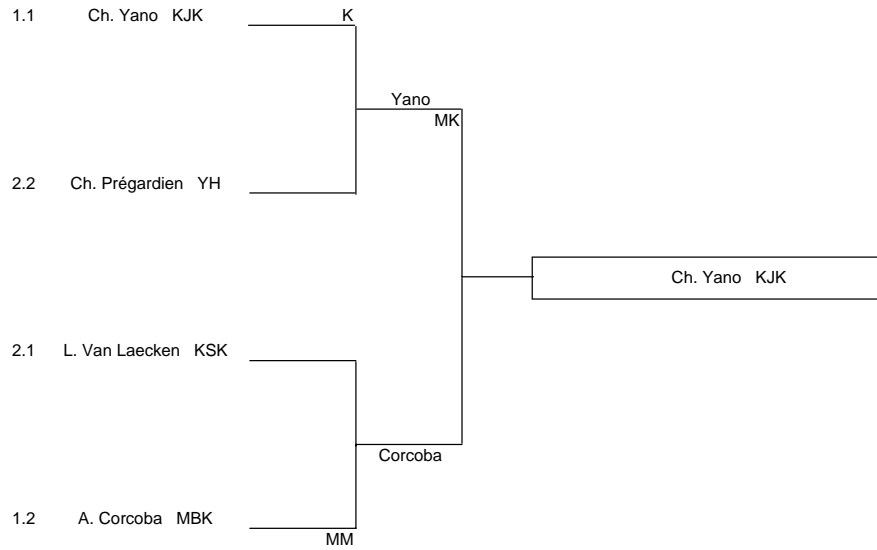 1.1 Ch. Yano KJK K
Yano
MK
2.2 Ch. Prégardien YH
Ch. Yano KJK
2.1 L. Van Laecken KSK
Corcoba
1.2 A. Corcoba MBK
MM